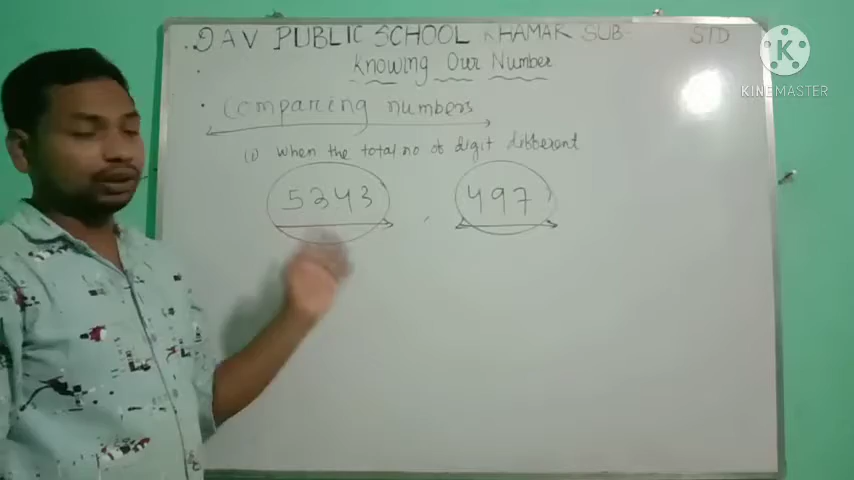 DAV PUBLIC SCHOOL KHAMAR SUB- STD
Knowing Our Number
• Comparing numbers
(i) When the total no of digit different
5343 , 497
K
KINEMASTER